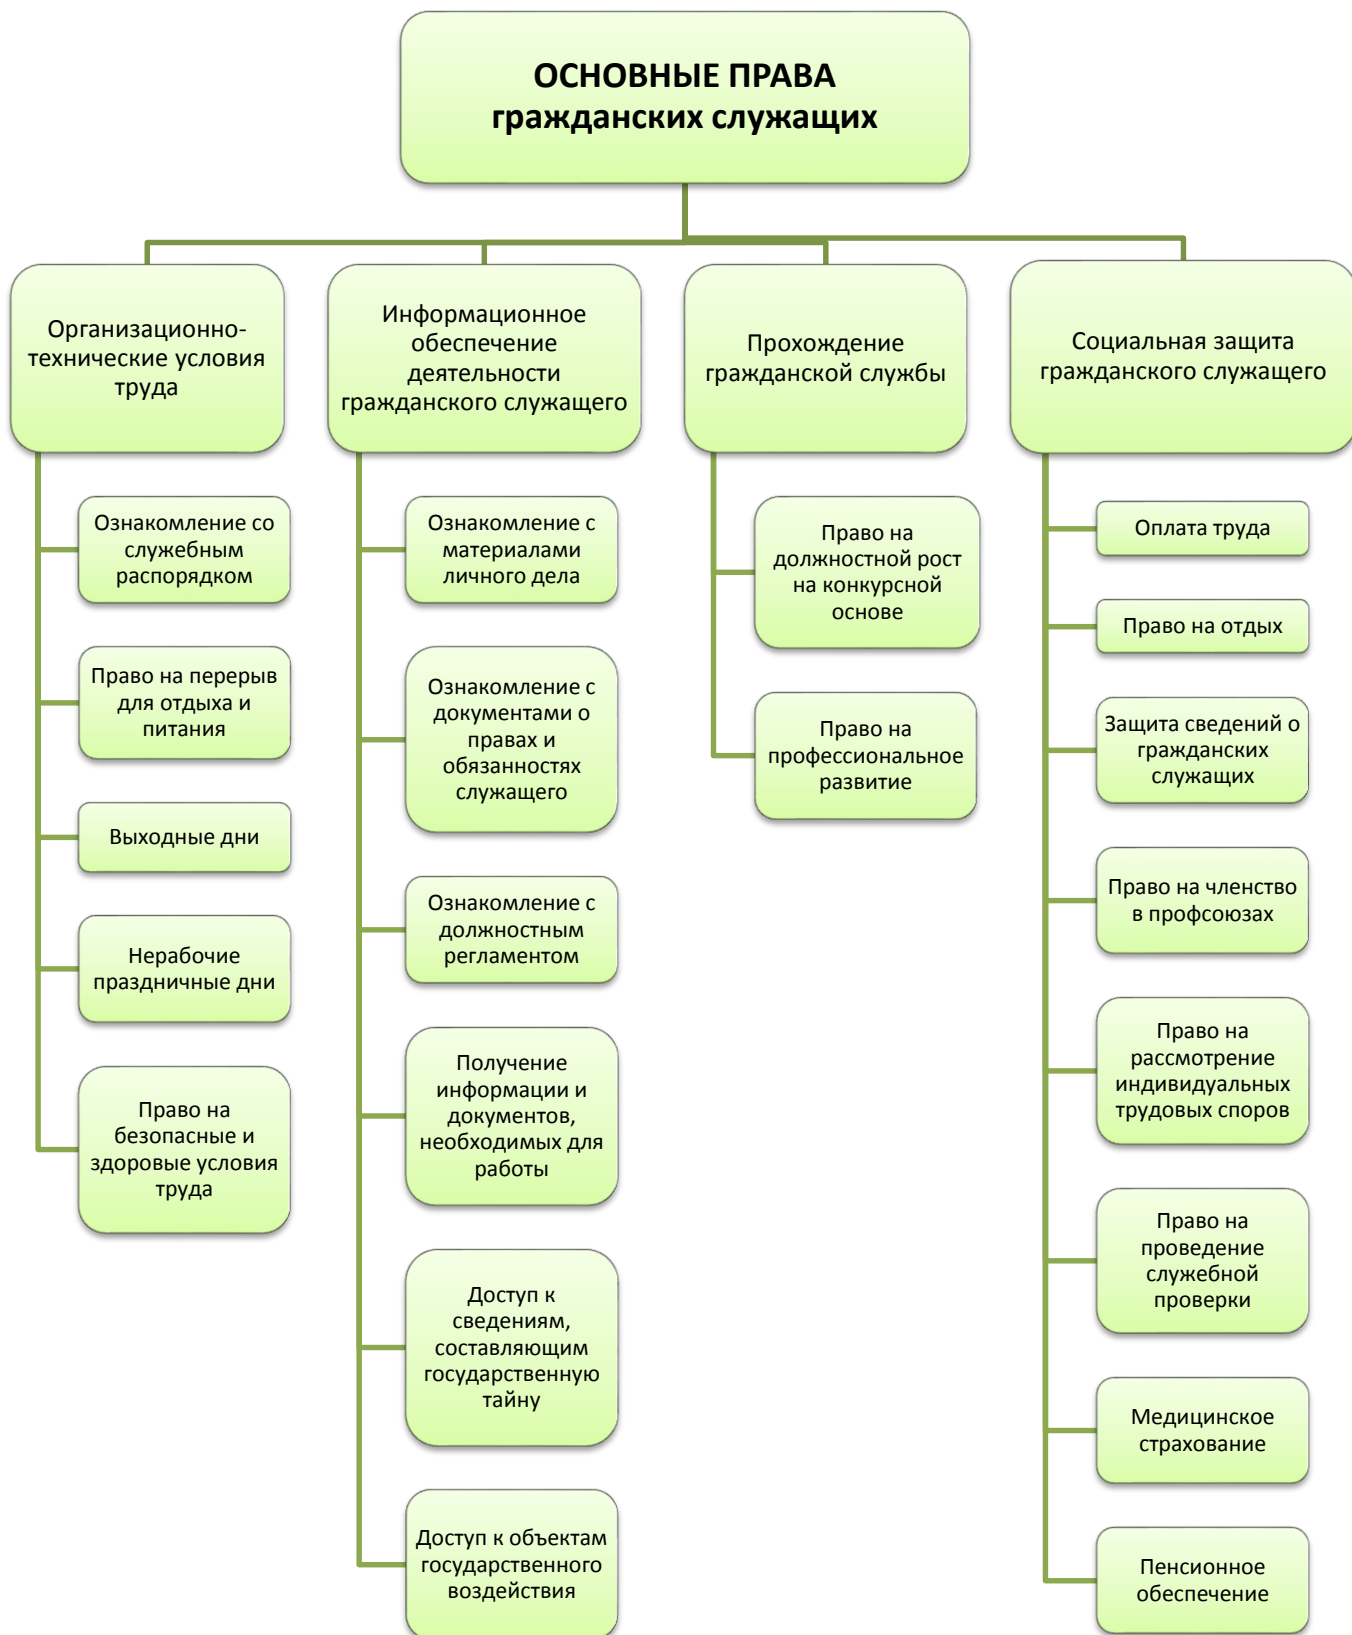 ОСНОВНЫЕ ПРАВА
гражданских служащих
Организационно-
технические условия
труда
Ознакомление со
служебным
распорядком
Право на перерыв
для отдыха и
питания
Выходные дни
Нерабочие
праздничные дни
Право на
безопасные и
здоровые условия
труда
Информационное
обеспечение
деятельности
гражданского служащего
Ознакомление с
материалами
личного дела
Ознакомление с
документами о
правах и
обязанностях
служащего
Ознакомление с
должностным
регламентом
Получение
информации и
документов,
необходимых для
работы
Доступ к
сведениям,
составляющим
государственную
тайну
Доступ к объектам
государственного
воздействия
Прохождение
гражданской службы
Право на
должностной рост
на конкурсной
основе
Право на
профессиональное
развитие
Социальная защита
гражданского служащего
Оплата труда
Право на отдых
Защита сведений о
гражданских
служащих
Право на членство
в профсоюзах
Право на
рассмотрение
индивидуальных
трудовых споров
Право на
проведение
служебной
проверки
Медицинское
страхование
Пенсионное
обеспечение